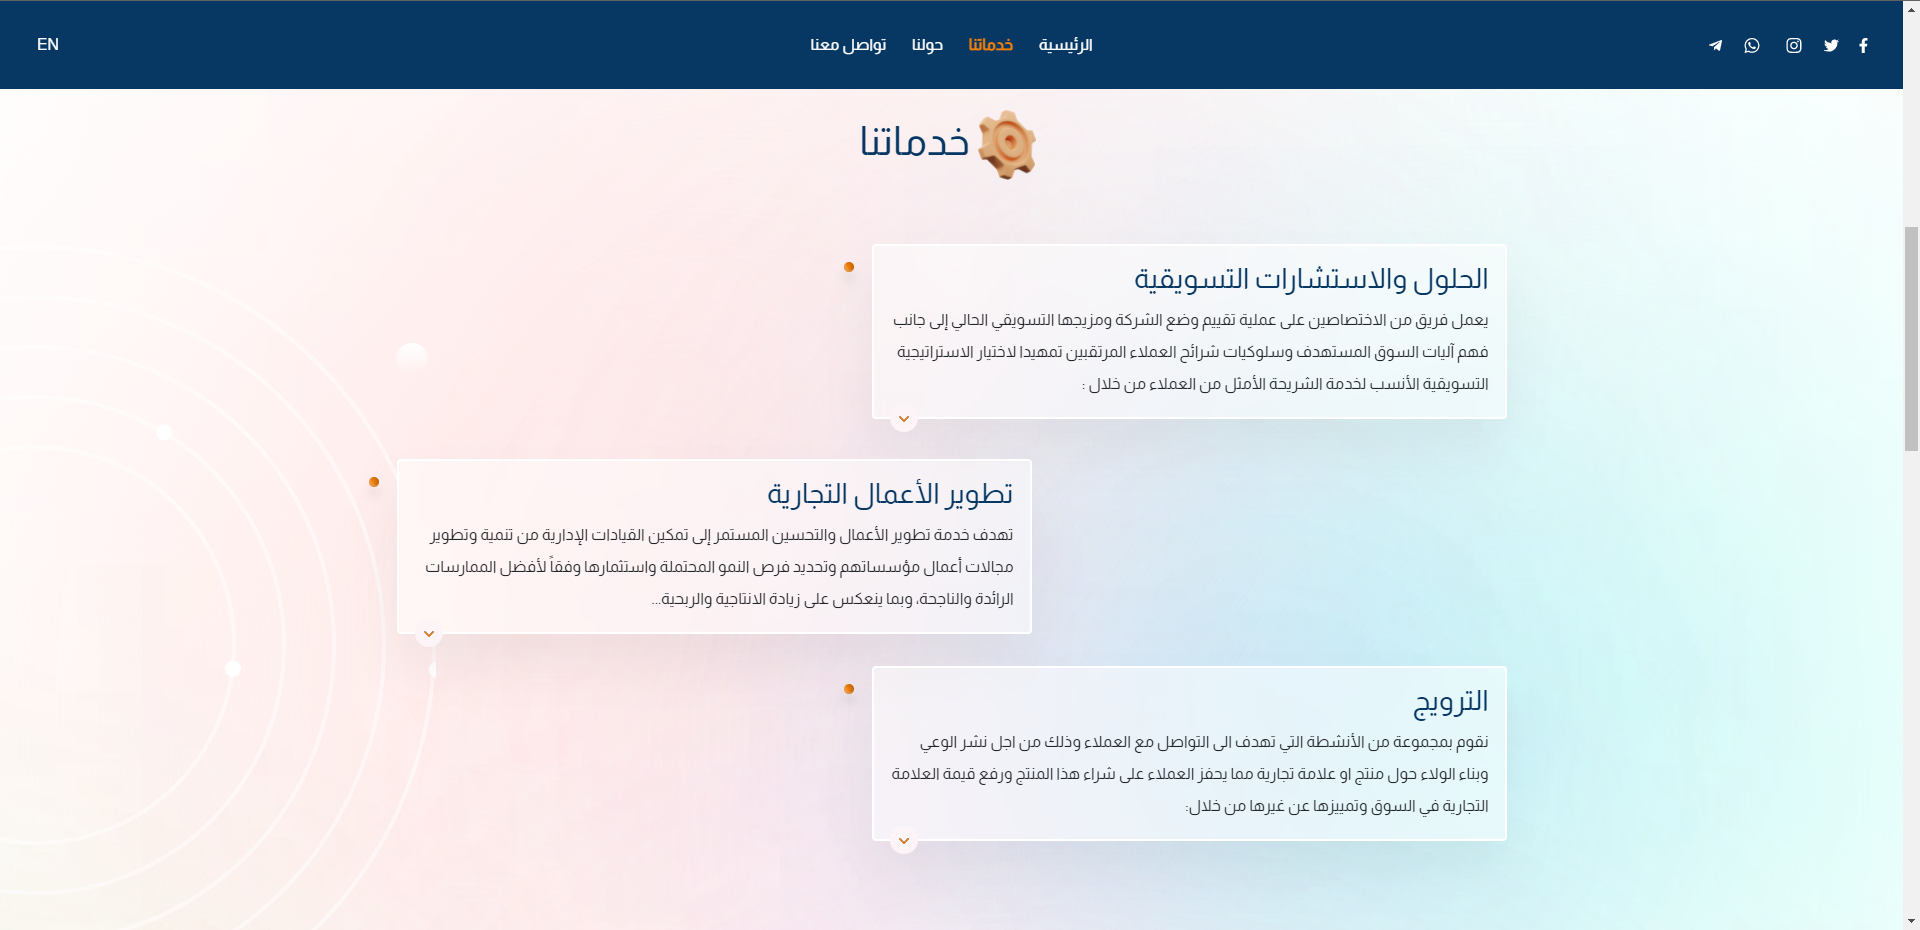 الرئيسية
خدماتنا
حولنا
تواصل معنا
EN
خدماتنا
الحلول والاستشارات التسويقية
يعمل فريق من الاختصاصين على عملية تقييم وضع الشركة ومزيجها التسويقي الحالي إلى جانب
فهم آليات السوق المستهدف وسلوكيات شرائح العملاء المرتقبين تمهيدا لاختيار الاستراتيجية
التسويقية الأنسب لخدمة الشريحة الأمثل من العملاء من خلال :
تطوير الأعمال التجارية
تهدف خدمة تطوير الأعمال والتحسين المستمر إلى تمكين القيادات الإدارية من تنمية وتطوير
مجالات أعمال مؤسساتهم وتحديد فرص النمو المحتملة واستثمارها وفقاً لأفضل الممارسات
الرائدة والناجحة، وبما ينعكس على زيادة الانتاجية والربحية...
الترويج
نقوم بمجموعة من الأنشطة التي تهدف الى التواصل مع العملاء وذلك من اجل نشر الوعي
وبناء الولاء حول منتج او علامة تجارية مما يحفز العملاء على شراء هذا المنتج ورفع قيمة العلامة
التجارية في السوق وتمييزها عن غيرها من خلال: